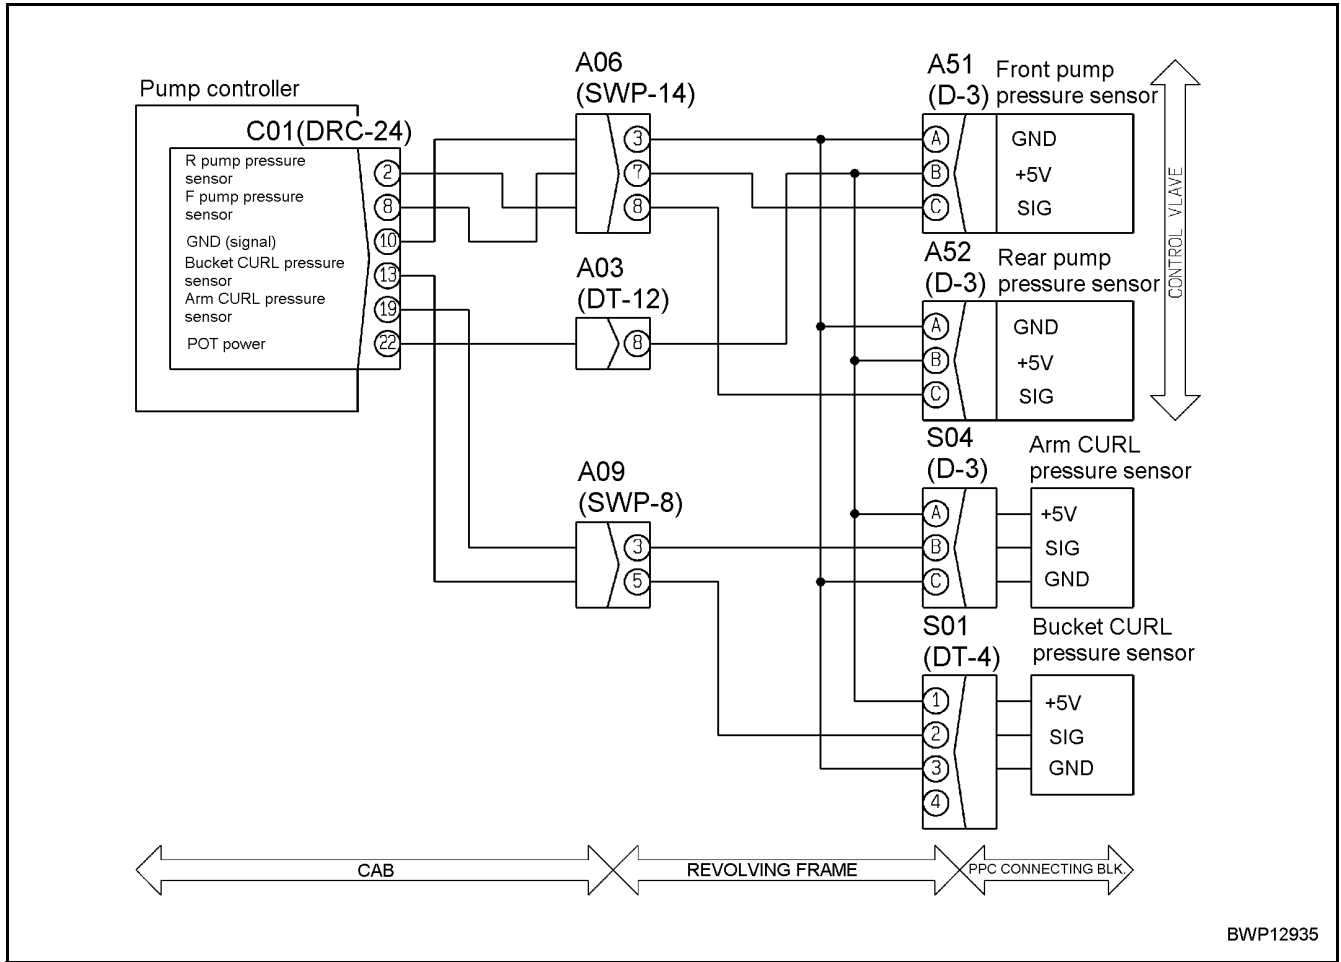 Pump controller
C01(DRC-24)
R pump pressure
sensor
F pump pressure
sensor
GND (signal)
Bucket CURL pressure
sensor
Arm CURL pressure
sensor
POT power
2
8
10
13
19
22
A06
(SWP-14)
3
7
8
A03
(DT-12)
8
A09
(SWP-8)
3
5
A51
(D-3)
Front pump
pressure sensor
A
B
C
GND
+5V
SIG
A52
(D-3)
Rear pump
pressure sensor
A
B
C
GND
+5V
SIG
CONTROL VLAVE
S04
(D-3)
Arm CURL
pressure sensor
A
B
C
+5V
SIG
GND
S01
(DT-4)
Bucket CURL
pressure sensor
1
2
3
4
+5V
SIG
GND
CAB
REVOLVING FRAME
PPC CONNECTING BLK.
BWP12935